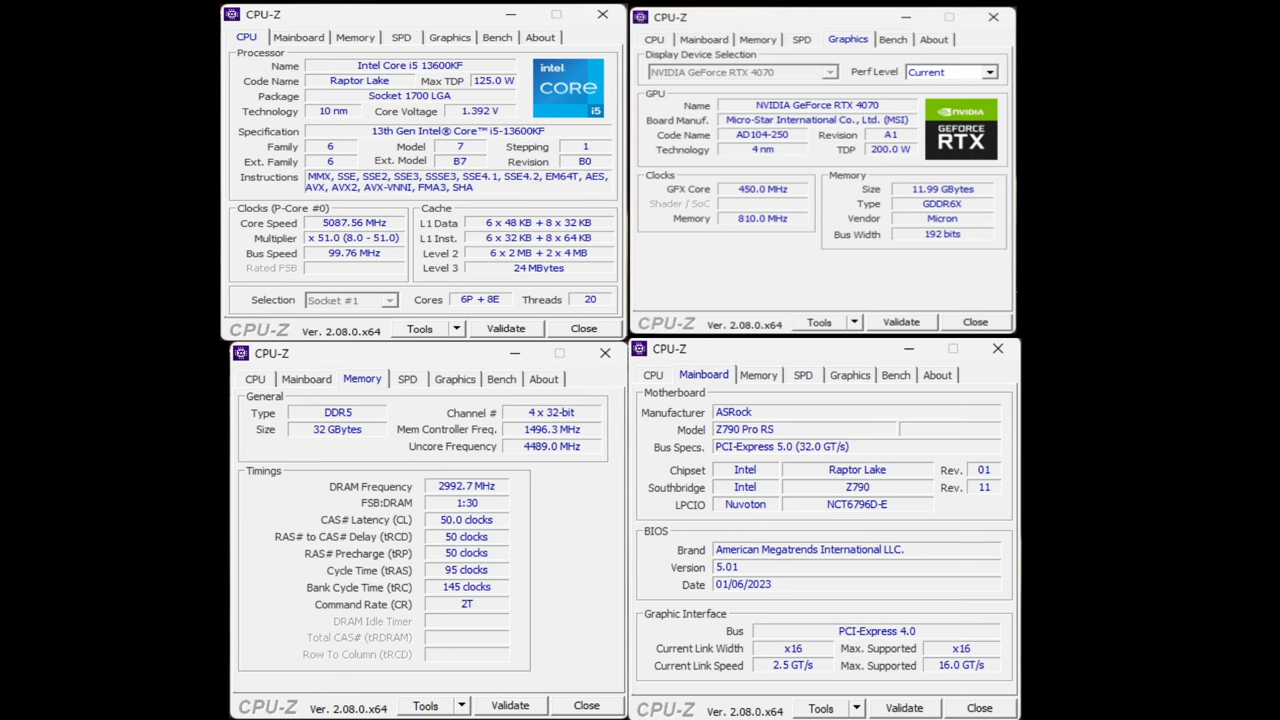 CPU-Z
CPU Mainboard Memory SPD Graphics Bench About
Processor
Name Intel Core i5 13600KF
Code Name Raptor Lake Max TDP 125.0 W
Package Socket 1700 LGA
Technology 10 nm Core Voltage 1.392 V
intel
CORE
i5
Specification 13th Gen Intel® Core™ i5-13600KF
Family 6 Model 7 Stepping 1
Ext. Family 6 Ext. Model B7 Revision B0
Instructions MMX, SSE, SSE2, SSE3, SSSE3, SSE4.1, SSE4.2, EM64T, AES,
AVX, AVX2, AVX-VNNI, FMA3, SHA
Clocks (P-Core #0)
Core Speed 5087.56 MHz
Multiplier x 51.0 (8.0 - 51.0)
Bus Speed 99.76 MHz
Rated FSB
Cache
L1 Data 6 x 48 KB + 8 x 32 KB
L1 Inst. 6 x 32 KB + 8 x 64 KB
Level 2 6 x 2 MB + 2 x 4 MB
Level 3 24 MBytes
Selection Socket #1 Cores 6P + 8E Threads 20
CPU-Z Ver. 2.08.0.x64 Tools Validate Close
CPU-Z
CPU Mainboard Memory SPD Graphics Bench About
Display Device Selection
NVIDIA GeForce RTX 4070 Perf Level Current
GPU
Name NVIDIA GeForce RTX 4070
Board Manuf. Micro-Star International Co., Ltd. (MSI)
Code Name AD104-250 Revision A1
Technology 4 nm TDP 200.0 W
NVIDIA
GEFORCE
RTX
Clocks
GFX Core 450.0 MHz
Shader / SoC
Memory 810.0 MHz
Memory
Size 11.99 GBytes
Type GDDR6X
Vendor Micron
Bus Width 192 bits
CPU-Z Ver. 2.08.0.x64 Tools Validate Close
CPU-Z
CPU Mainboard Memory SPD Graphics Bench About
General
Type DDR5 Channel # 4 x 32-bit
Size 32 GBytes Mem Controller Freq. 1496.3 MHz
Uncore Frequency 4489.0 MHz
Timings
DRAM Frequency 2992.7 MHz
FSB:DRAM 1:30
CAS# Latency (CL) 50.0 clocks
RAS# to CAS# Delay (tRCD) 50 clocks
RAS# Precharge (tRP) 50 clocks
Cycle Time (tRAS) 95 clocks
Bank Cycle Time (tRC) 145 clocks
Command Rate (CR) 2T
DRAM Idle Timer
Total CAS# (tRDRAM)
Row To Column (tRCD)
CPU-Z Ver. 2.08.0.x64 Tools Validate Close
CPU-Z
CPU Mainboard Memory SPD Graphics Bench About
Motherboard
Manufacturer ASRock
Model Z790 Pro RS
Bus Specs. PCI-Express 5.0 (32.0 GT/s)
Chipset Intel Raptor Lake Rev. 01
Southbridge Intel Z790 Rev. 11
LPCIO Nuvoton NCT6796D-E
BIOS
Brand American Megatrends International LLC.
Version 5.01
Date 01/06/2023
Graphic Interface
Bus PCI-Express 4.0
Current Link Width x16 Max. Supported x16
Current Link Speed 2.5 GT/s Max. Supported 16.0 GT/s
CPU-Z Ver. 2.08.0.x64 Tools Validate Close